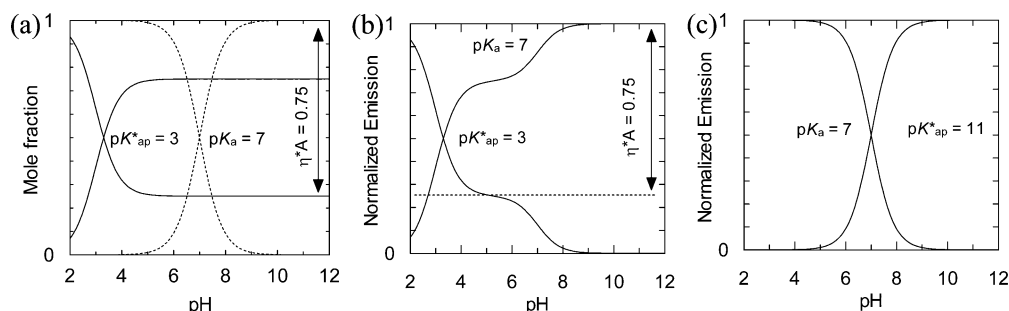 (a)
Mole fraction
1
0
pK*ap = 3
pKa = 7
η*A = 0.75
2 4 6 8 10 12
pH
(b)
Normalized Emission
1
0
pKa = 7
pK*ap = 3
η*A = 0.75
2 4 6 8 10 12
pH
(c)
Normalized Emission
1
0
pKa = 7
pK*ap = 11
2 4 6 8 10 12
pH